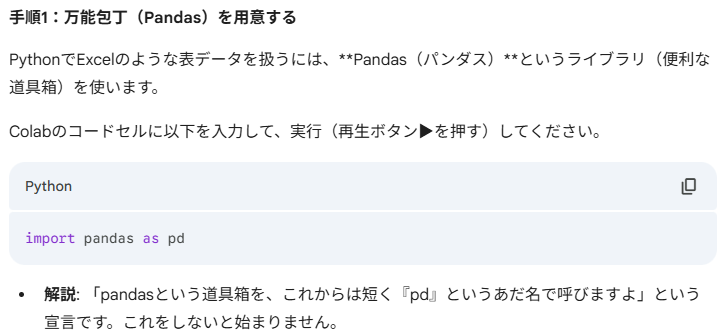 手順1：万能包丁（Pandas）を用意する
PythonでExcelのような表データを扱うには、**Pandas（パンダス）**というライブラリ（便利な
道具箱）を使います。
Colabのコードセルに以下を入力して、実行（再生ボタン▶を押す）してください。
Python
import pandas as pd
• 解説: 「pandasという道具箱を、これからは短く『pd』というあだ名で呼びますよ」という
宣言です。これをしないと始まりません。